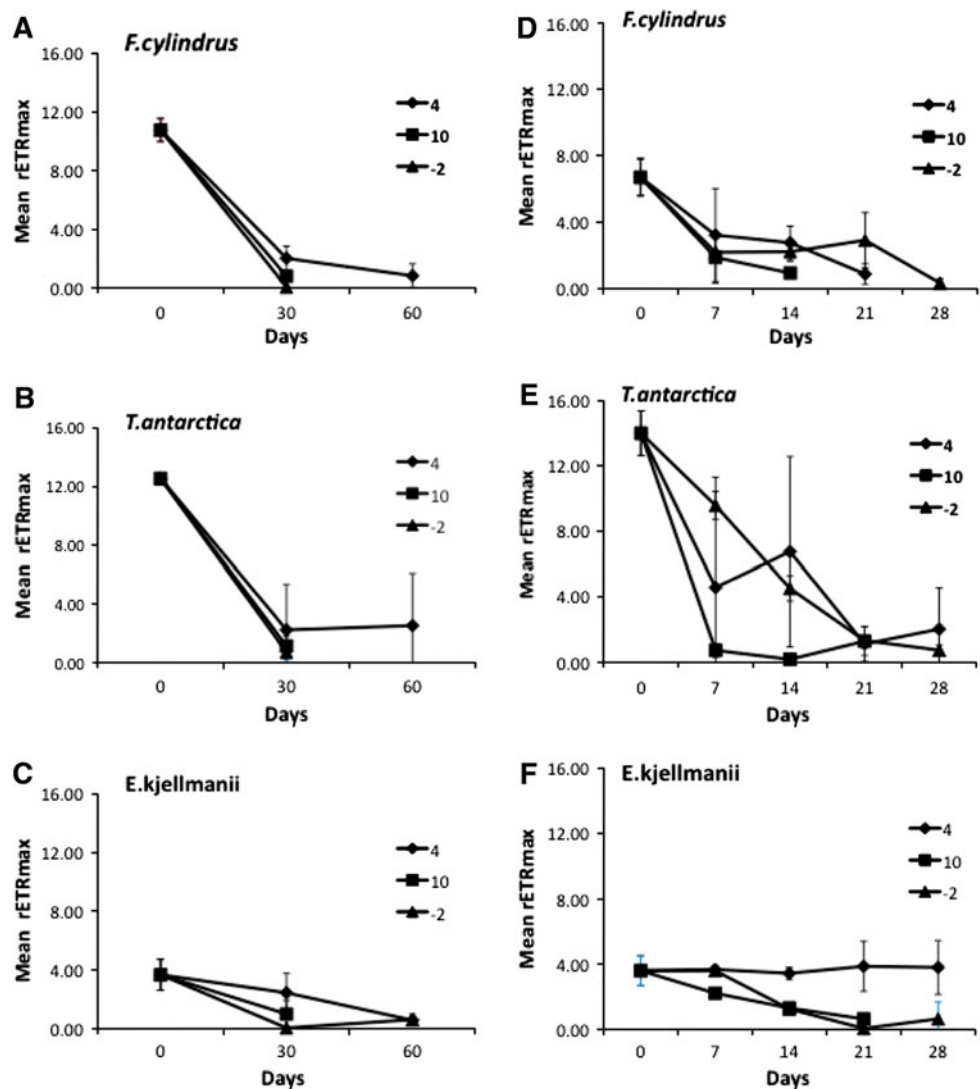 A
F.cylindrus
16.00
12.00
8.00
4.00
0.00
Mean rETRmax
4
10
-2
0 30 60
Days
D
F.cylindrus
16.00
12.00
8.00
4.00
0.00
Mean rETRmax
4
10
-2
0 7 14 21 28
Days
B
T.antarctica
16.00
12.00
8.00
4.00
0.00
Mean rETRmax
4
10
-2
0 30 60
Days
E
T.antarctica
16.00
12.00
8.00
4.00
0.00
Mean rETRmax
4
10
-2
0 7 14 21 28
Days
C
E.kjellmanii
16.00
12.00
8.00
4.00
0.00
Mean rETRmax
4
10
-2
0 30 60
Days
F
E.kjellmanii
16.00
12.00
8.00
4.00
0.00
Mean rETRmax
4
10
-2
0 7 14 21 28
Days